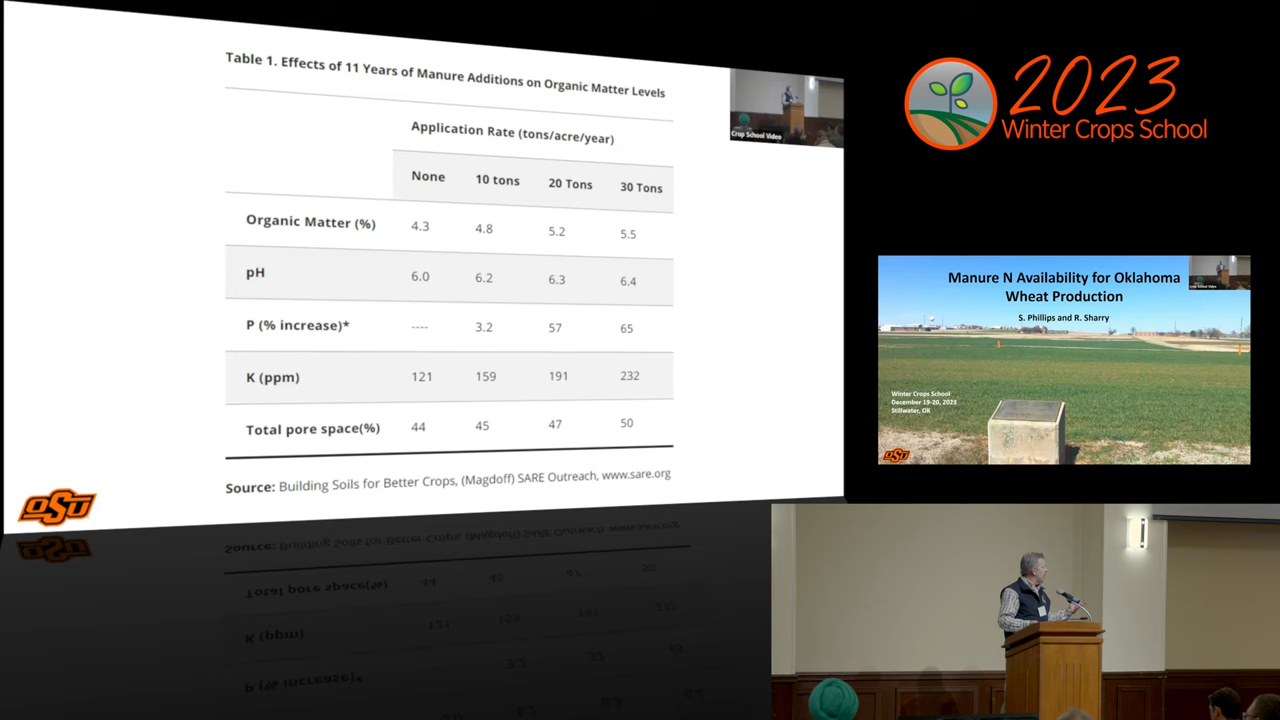 Table 1. Effects of 11 Years of Manure Additions on Organic Matter Levels
Application Rate (tons/acre/year)
None 10 tons 20 Tons 30 Tons
Organic Matter (%) 4.3 4.8 5.2 5.5
pH 6.0 6.2 6.3 6.4
P (% increase)* ---- 3.2 57 65
K (ppm) 121 159 191 232
Total pore space(%) 44 45 47 50
Source: Building Soils for Better Crops, (Magdoff) SARE Outreach, www.sare.org
OSU
Crop School Video
2023
Winter Crops School
Manure N Availability for Oklahoma
Wheat Production
S. Phillips and R. Sharry
Winter Crops School
December 19-20, 2023
Stillwater, OK
OSU